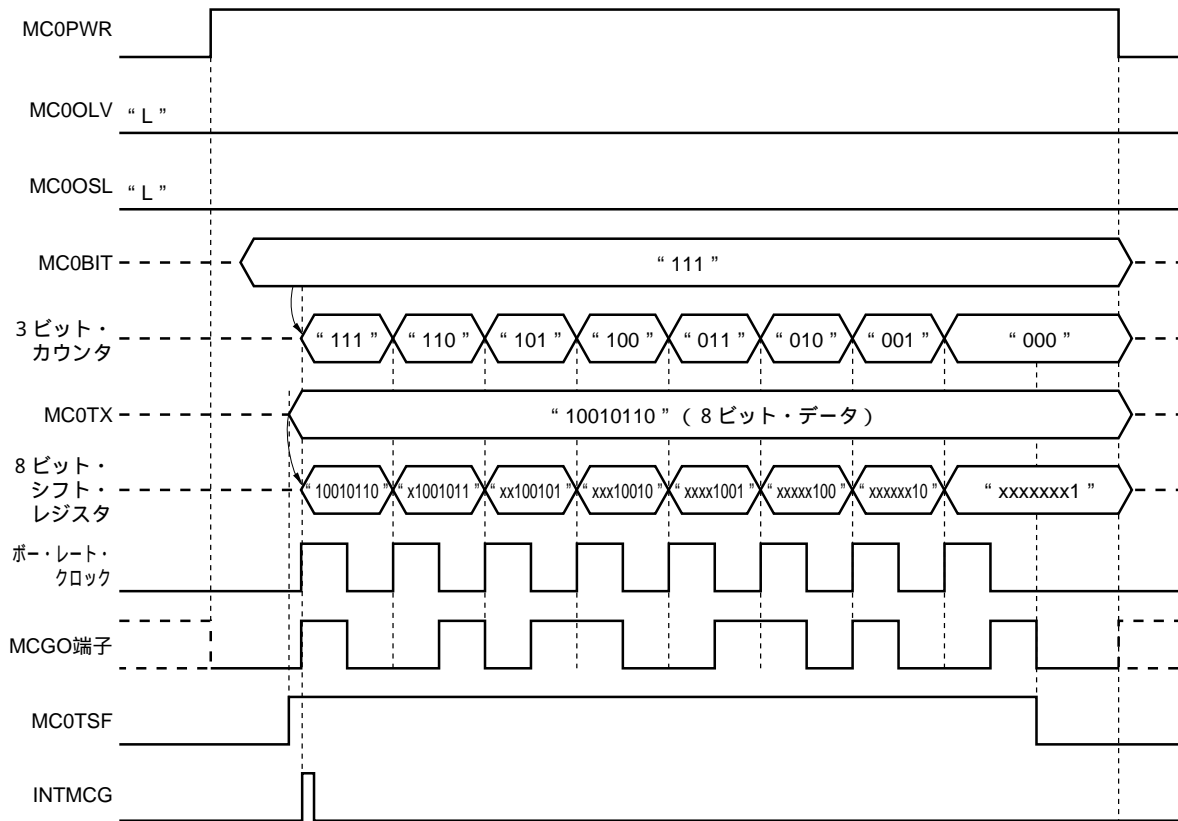 MC0PWR
MC0OLV “ L ”
MC0OSL “ L ”
MC0BIT “ 111 ”
3 ビット・
カウンタ
“ 111 ” “ 110 ” “ 101 ” “ 100 ” “ 011 ” “ 010 ” “ 001 ” “ 000 ”
MC0TX “ 10010110 ” ( 8 ビット・データ )
8 ビット・
シフト・
レジスタ
“ 10010110 ” “ x1001011 ” “ xx100101 ” “ xxx10010 ” “ xxxx1001 ” “ xxxxx100 ” “ xxxxxx10 ” “ xxxxxxx1 ”
ボー・レート・
クロック
MCGO端子
MC0TSF
INTMCG